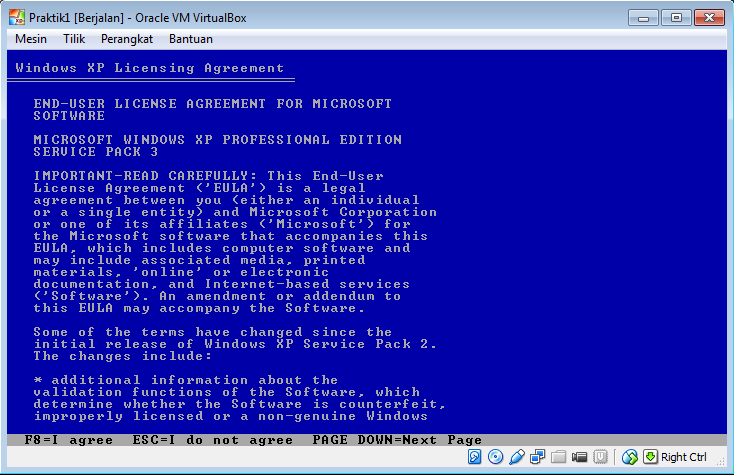 Praktik1 [Berjalan] - Oracle VM VirtualBox
Mesin Tilik Perangkat Bantuan
Windows XP Licensing Agreement
END-USER LICENSE AGREEMENT FOR MICROSOFT
SOFTWARE
MICROSOFT WINDOWS XP PROFESSIONAL EDITION
SERVICE PACK 3
IMPORTANT-READ CAREFULLY: This End-User
License Agreement ('EULA') is a legal
agreement between you (either an individual
or a single entity) and Microsoft Corporation
or one of its affiliates ('Microsoft') for
the Microsoft software that accompanies this
EULA, which includes computer software and
may include associated media, printed
materials, 'online' or electronic
documentation, and Internet-based services
('Software'). An amendment or addendum to
this EULA may accompany the Software.
Some of the terms have changed since the
initial release of Windows XP Service Pack 2.
The changes include:
* additional information about the
validation functions of the Software, which
determine whether the Software is counterfeit,
improperly licensed or a non-genuine Windows
F8=I agree ESC=I do not agree PAGE DOWN=Next Page
Right Ctrl